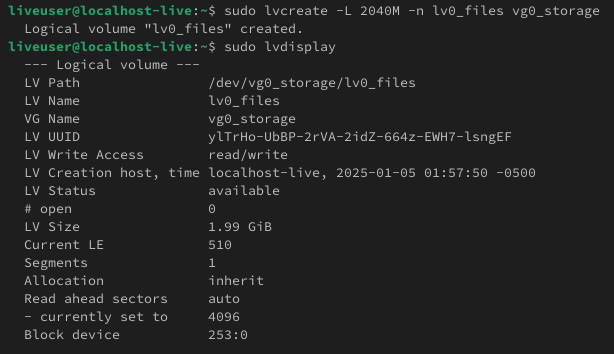 liveuser@localhost-live:~$ sudo lvcreate -L 2040M -n lv0_files vg0_storage
  Logical volume "lv0_files" created.
liveuser@localhost-live:~$ sudo lvdisplay
  --- Logical volume ---
  LV Path                /dev/vg0_storage/lv0_files
  LV Name                lv0_files
  VG Name                vg0_storage
  LV UUID                ylTrHo-UbBP-2rVA-2idZ-664z-EWH7-lsngEF
  LV Write Access        read/write
  LV Creation host, time localhost-live, 2025-01-05 01:57:50 -0500
  LV Status              available
  # open                 0
  LV Size                1.99 GiB
  Current LE             510
  Segments               1
  Allocation             inherit
  Read ahead sectors     auto
  - currently set to     4096
  Block device           253:0